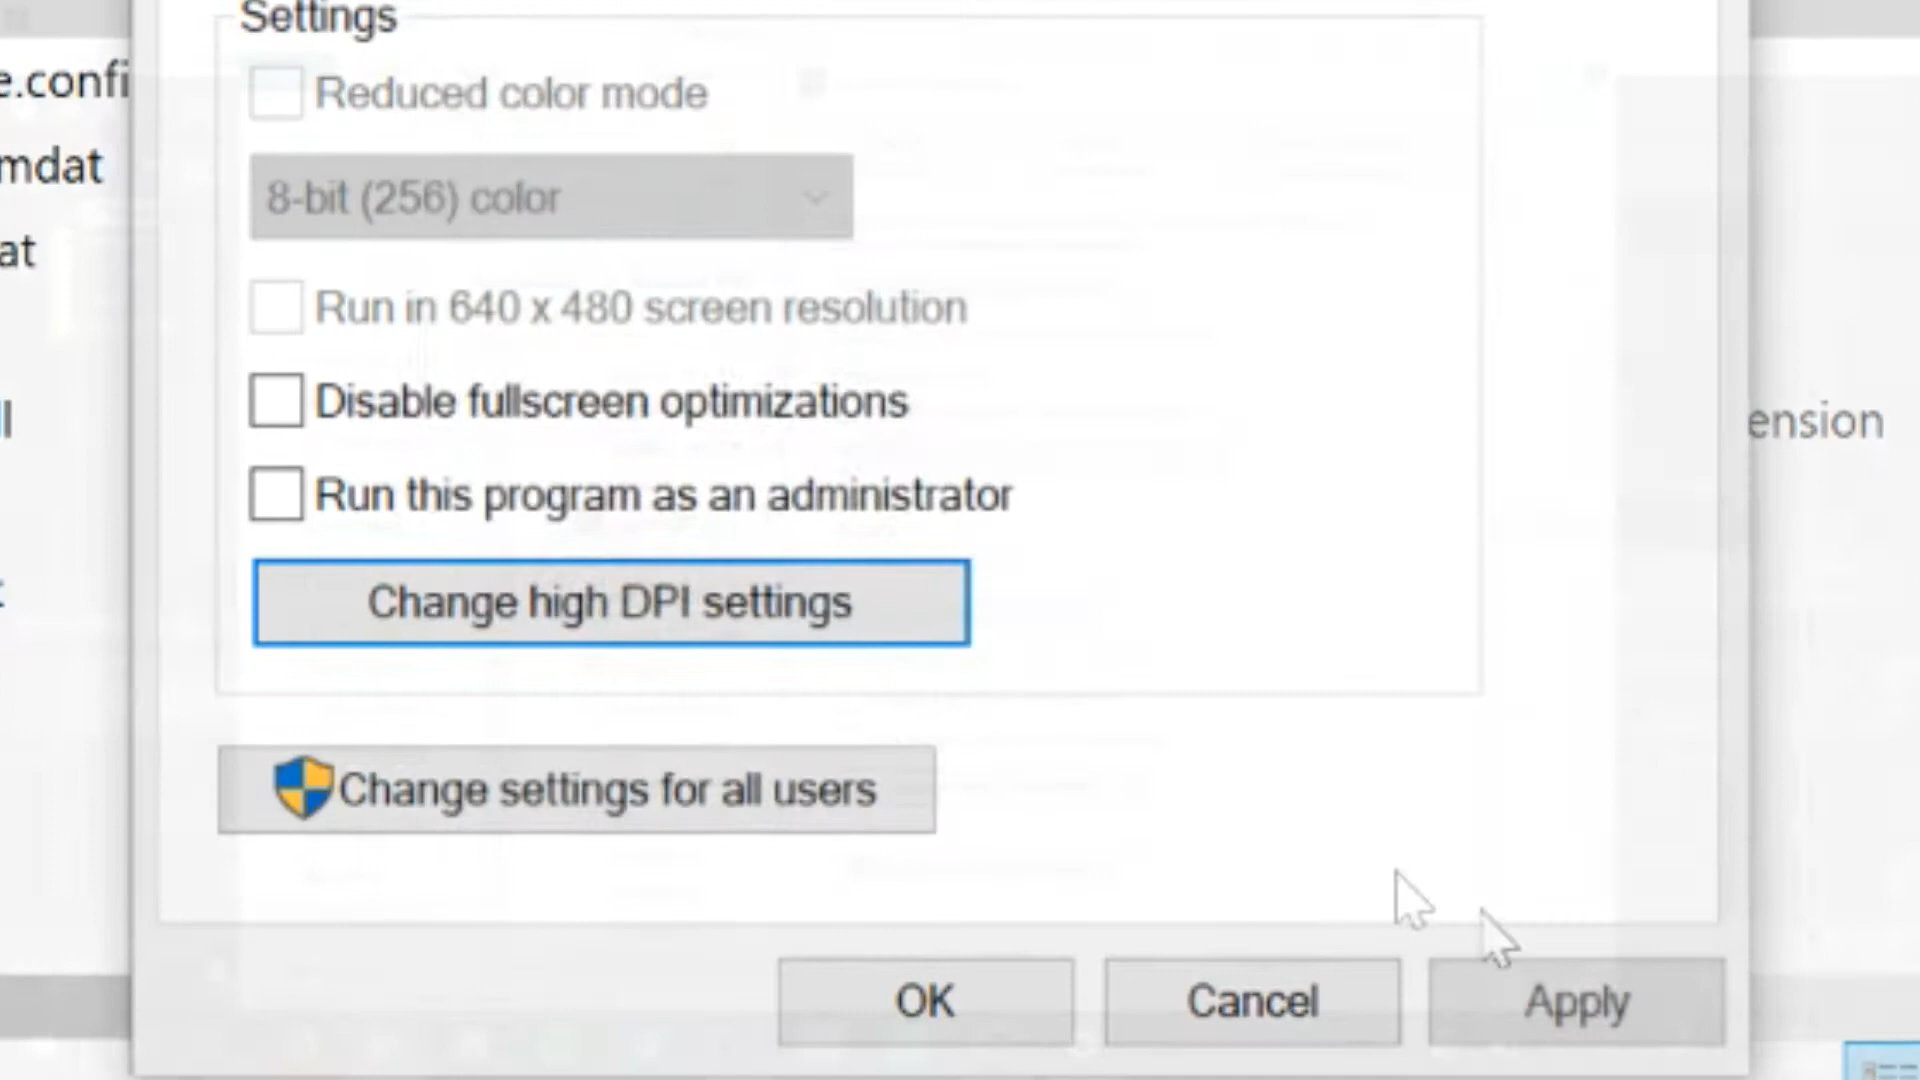 Settings
e.confi
Reduced color mode
mdat
8-bit (256) color
at
Run in 640 x 480 screen resolution
Disable fullscreen optimizations
ension
Run this program as an administrator
Change high DPI settings
Change settings for all users
OK
Cancel
Apply